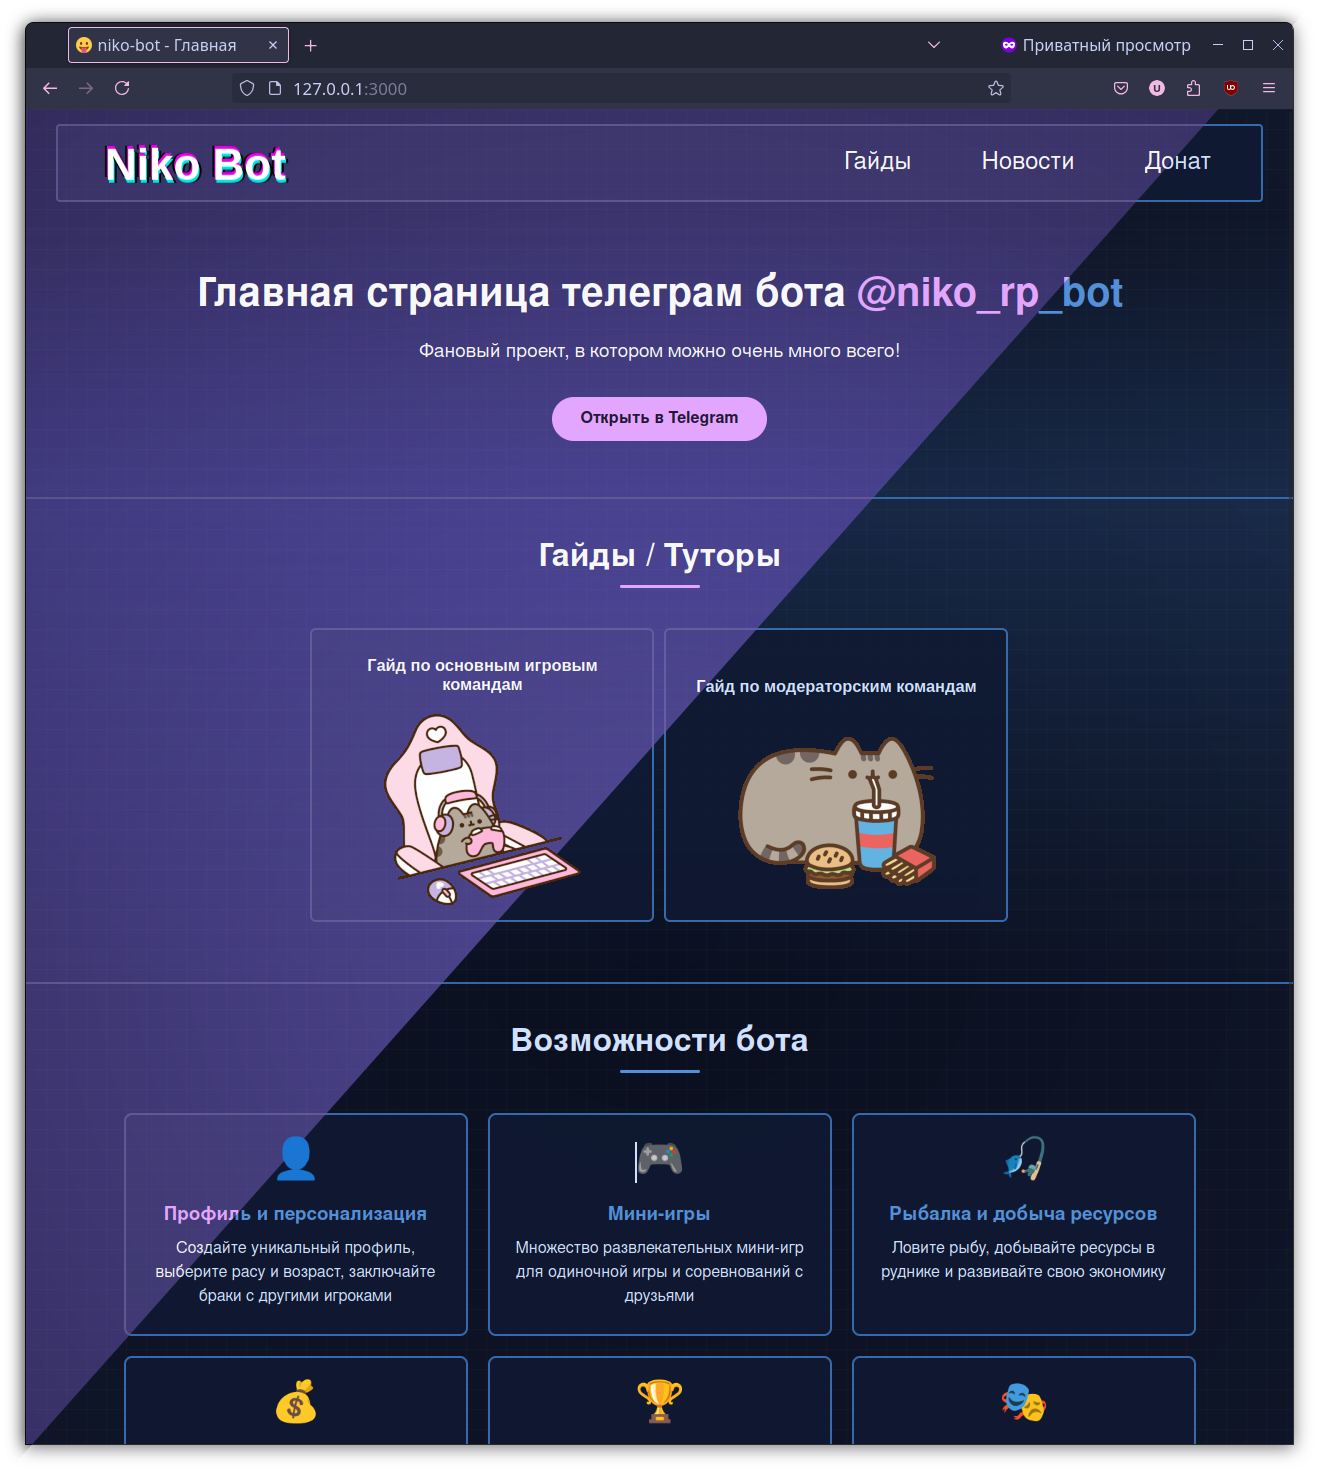 niko-bot - Главная
Приватный просмотр
127.0.0.1:3000
U
UO
Niko Bot
Гайды
Новости
Донат
Главная страница телеграм бота @niko_rp_bot
Фановый проект, в котором можно очень много всего!
Открыть в Telegram
Гайды / Туторы
Гайд по основным игровым
командам
Гайд по модераторским командам
Возможности бота
Профиль и персонализация
Создайте уникальный профиль,
выберите расу и возраст, заключайте
браки с другими игроками
Мини-игры
Множество развлекательных мини-игр
для одиночной игры и соревнований с
друзьями
Рыбалка и добыча ресурсов
Ловите рыбу, добывайте ресурсы в
руднике и развивайте свою экономику